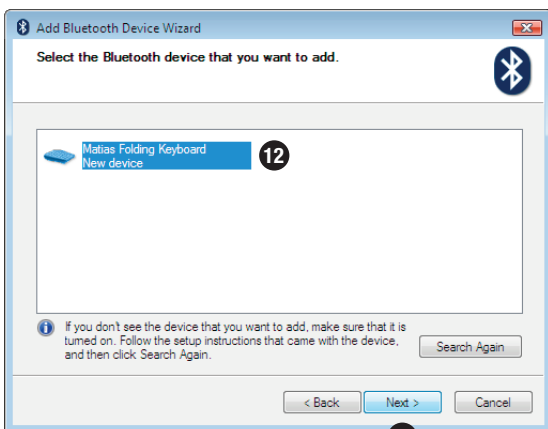 Add Bluetooth Device Wizard
Select the Bluetooth device that you want to add.
Matias Folding Keyboard
New device
12
If you don't see the device that you want to add, make sure that it is
turned on. Follow the setup instructions that came with the device,
and then click Search Again.
Search Again
< Back
Next >
Cancel